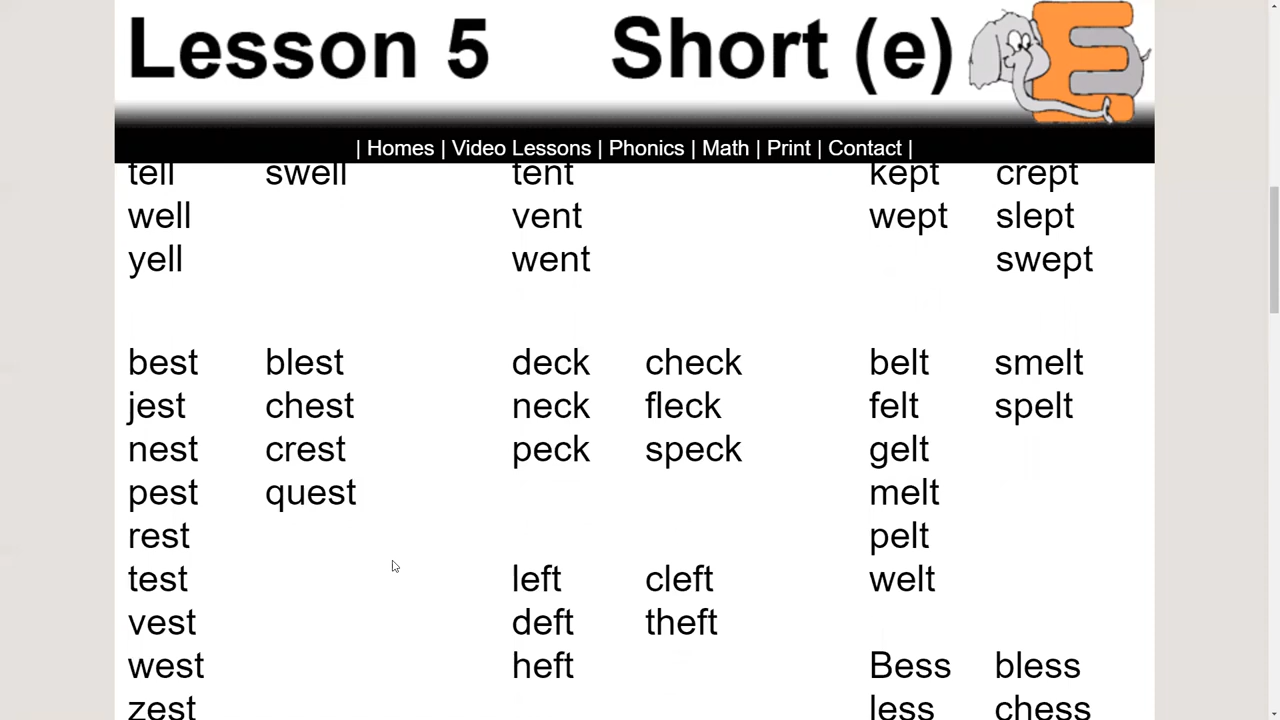 Lesson 5 Short (e) E
| Homes | Video Lessons | Phonics | Math | Print | Contact |
tell swell tent kept crept
well vent wept slept
yell went swept
best blest deck check belt smelt
jest chest neck fleck felt spelt
nest crest peck speck gelt
pest quest melt
rest pelt
test left cleft welt
vest deft theft
west heft Bess bless
zest less chess